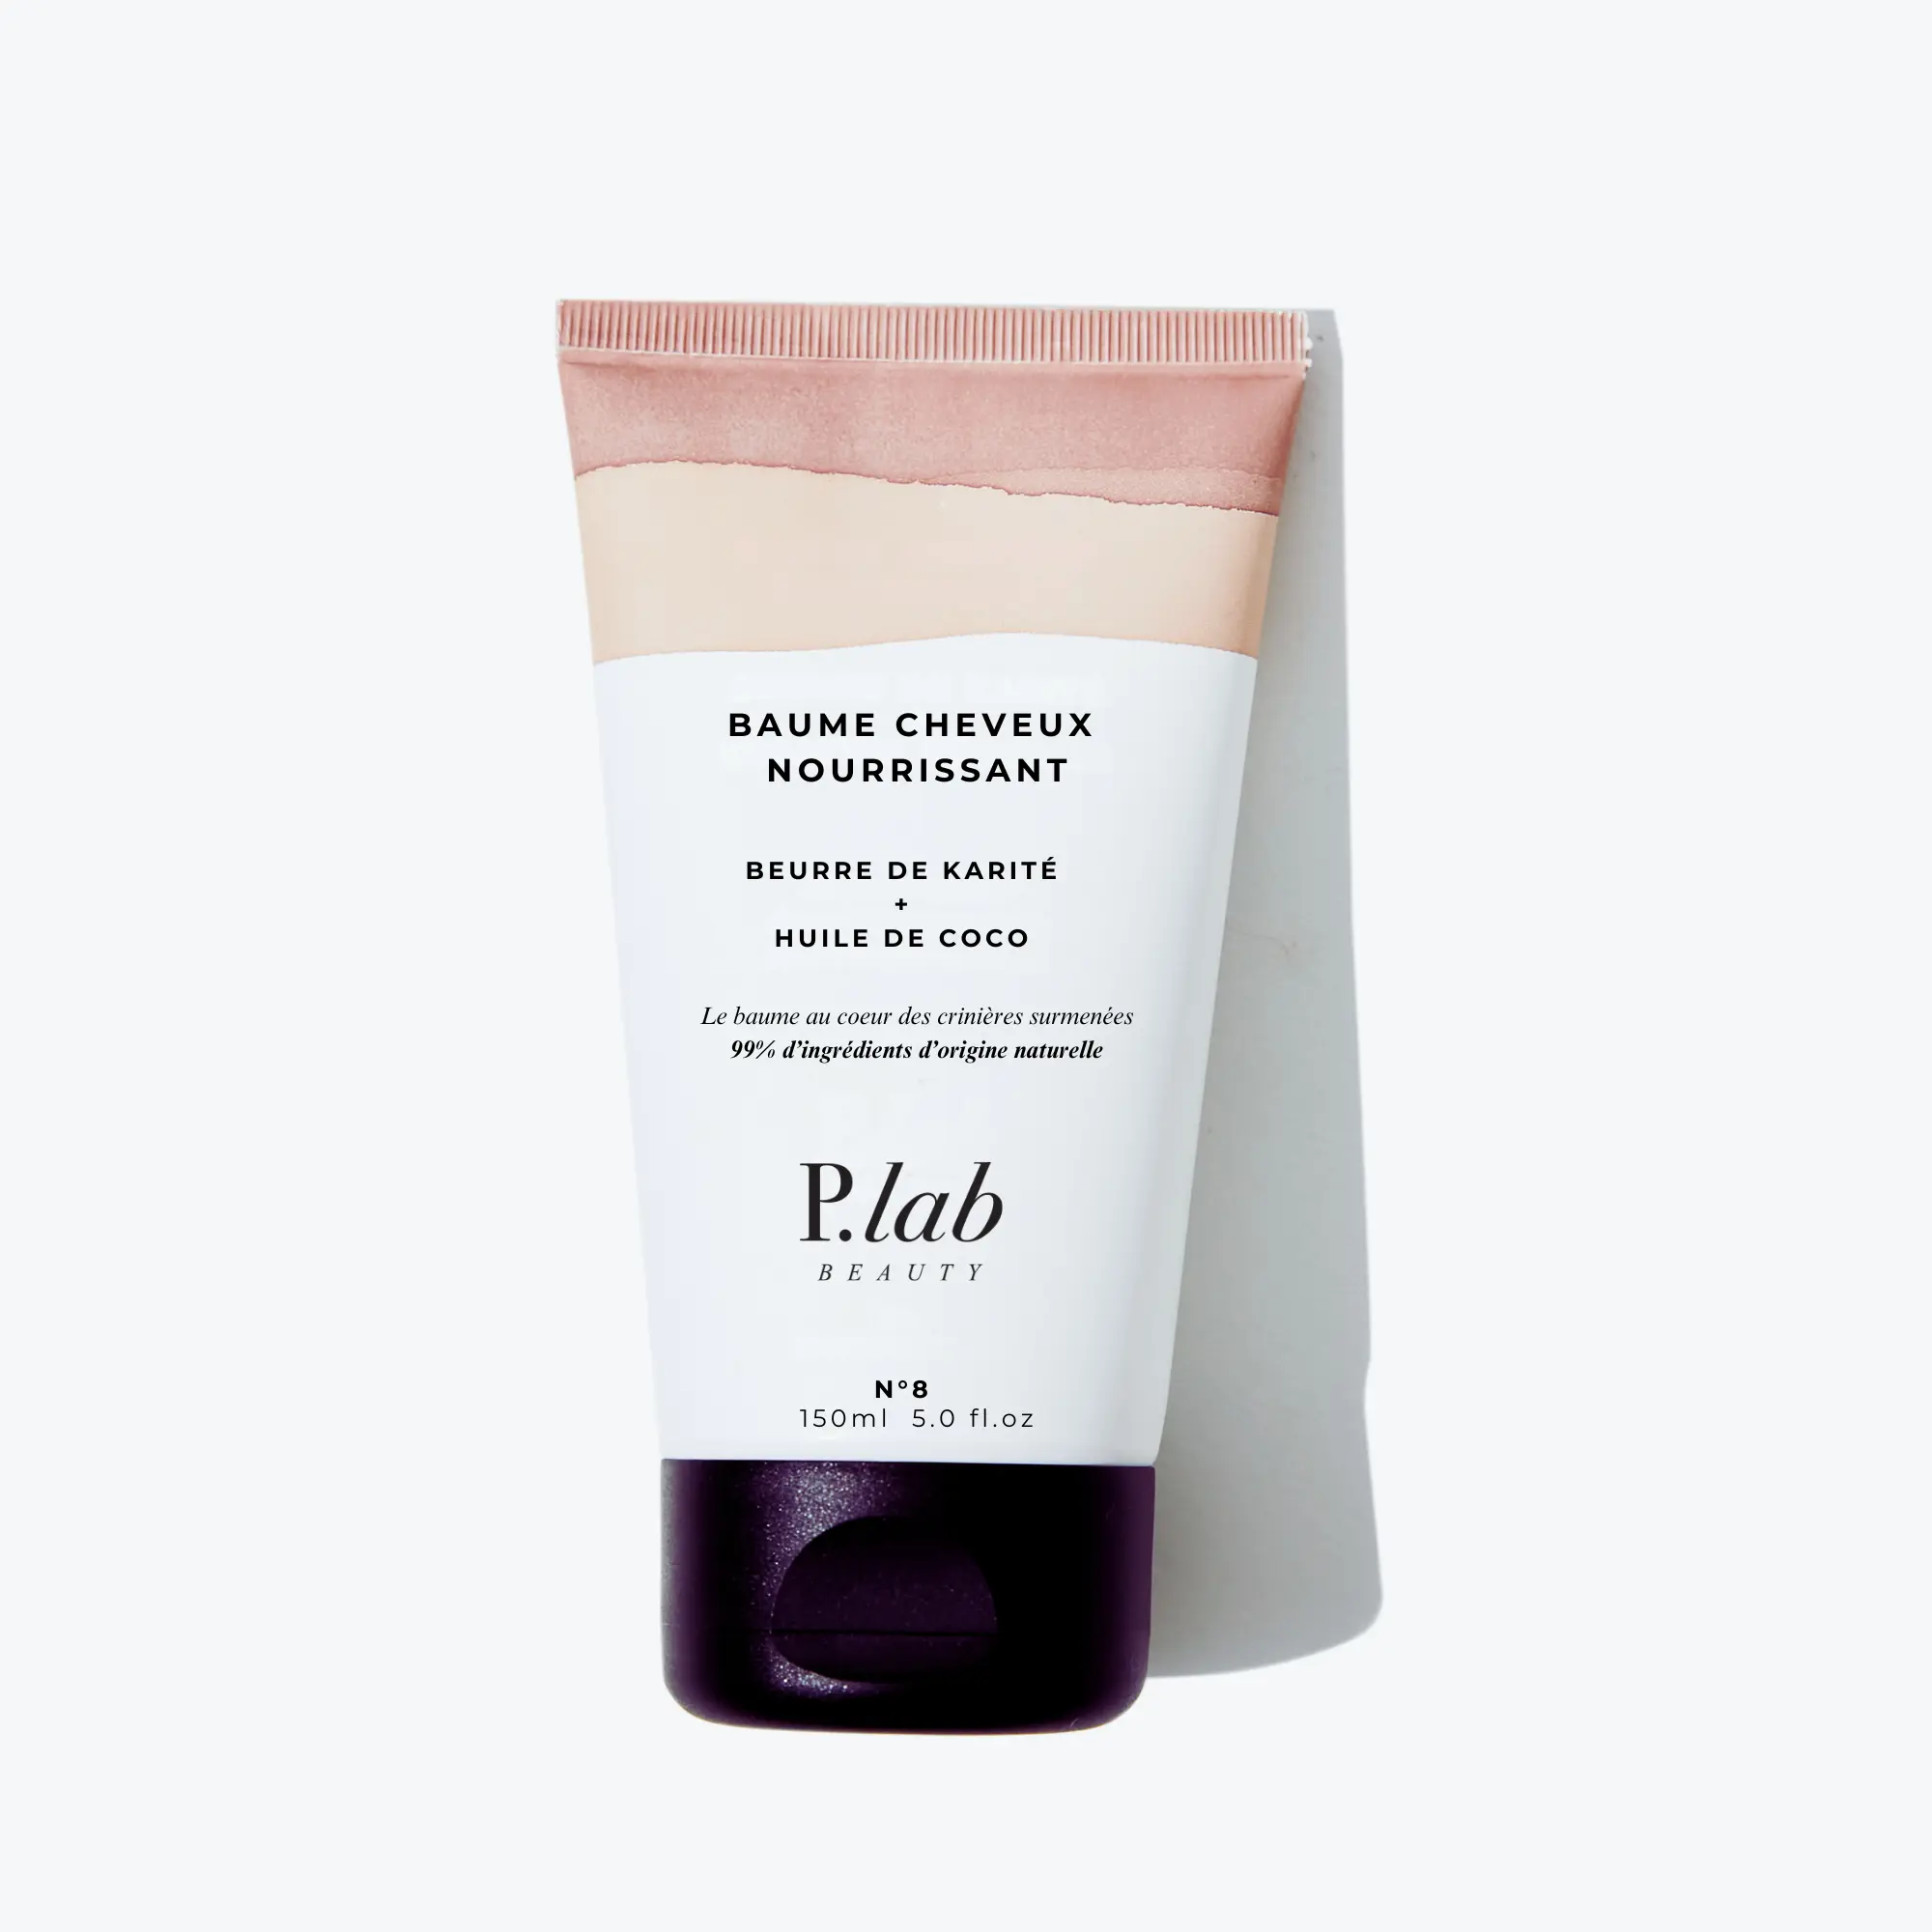 BAUME CHEVEUX
NOURRISSANT
BEURRE DE KARITÉ
+
HUILE DE COCO
Le baume au coeur des crinières surmenées
99% d’ingrédients d’origine naturelle
P.lab
BEAUTY
N°8
150ml 5.0 fl.oz